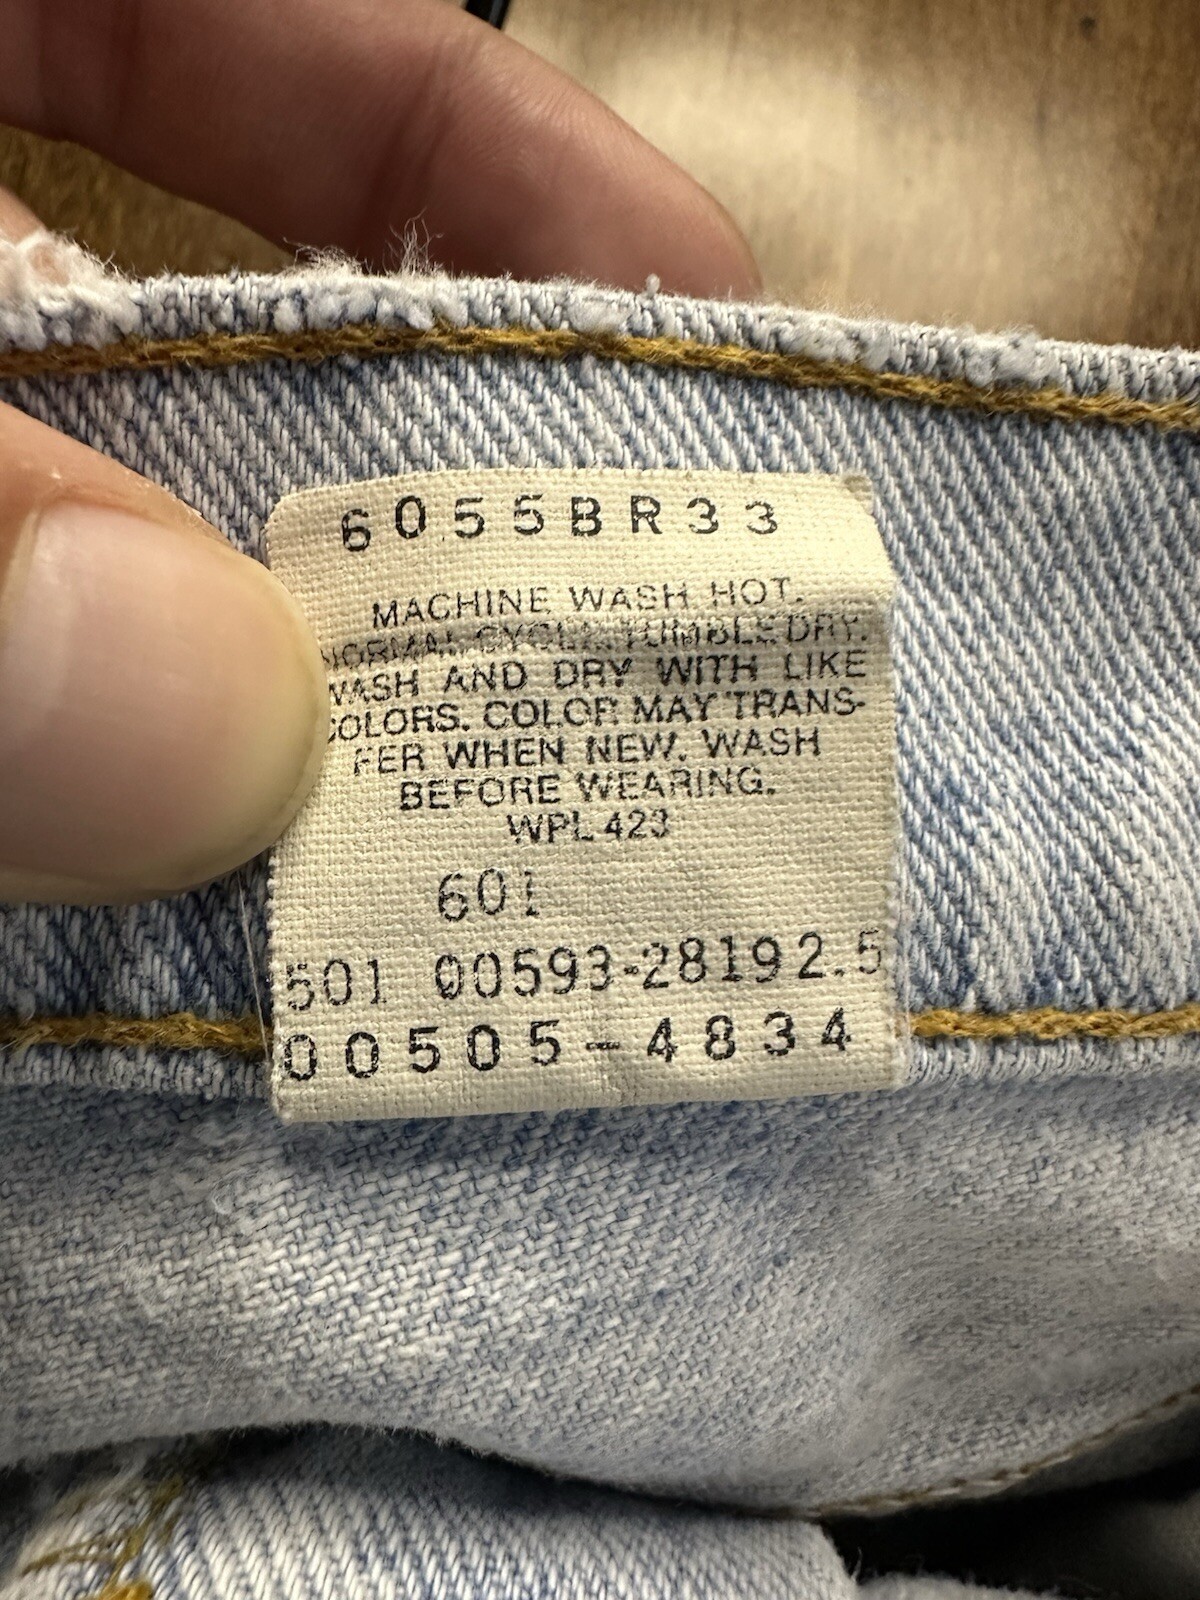 6055BR33
MACHINE WASH HOT.
NORMAL CYCLE. TUMBLE DRY.
WASH AND DRY WITH LIKE
COLORS. COLOR MAY TRANS-
FER WHEN NEW. WASH
BEFORE WEARING.
WPL 423
601
501 00593-28192.5
00505-4834